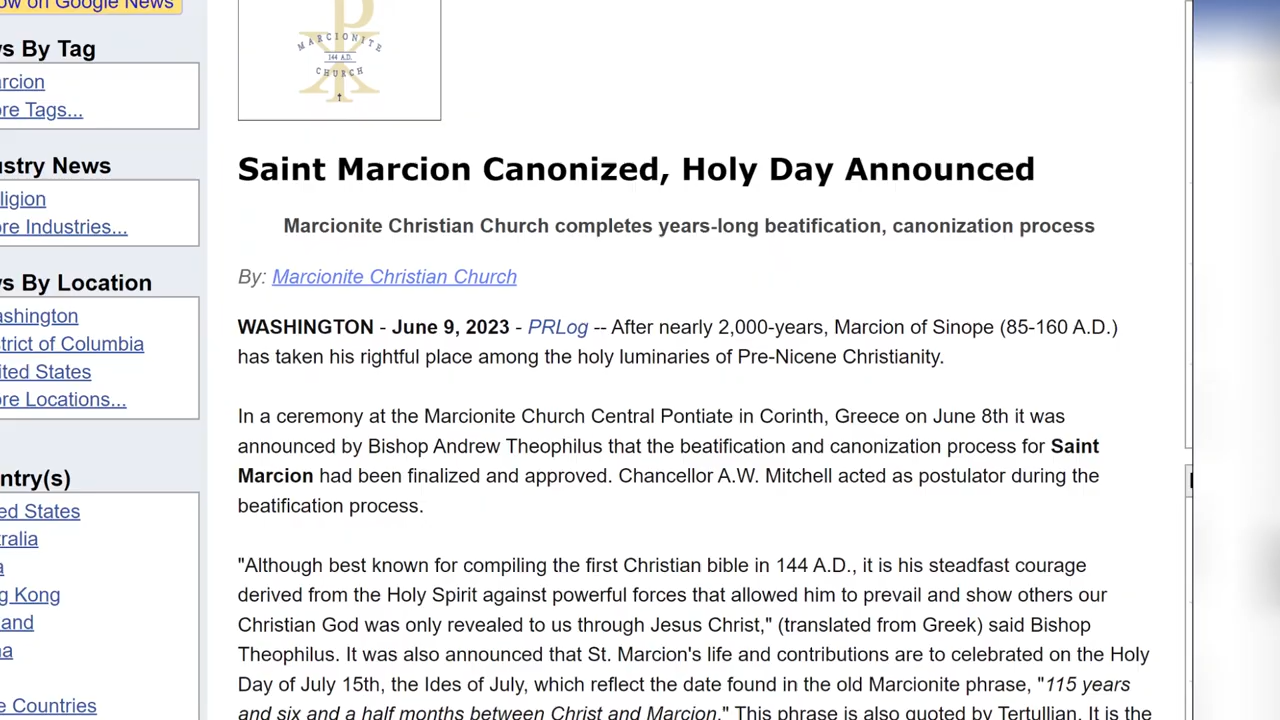 ow on Google News
s By Tag
rcion
re Tags...
ustry News
ligion
re Industries...
s By Location
ashington
trict of Columbia
ited States
re Locations...
ntry(s)
ed States
ralia
a
g Kong
and
na
e Countries
MARCIONITE
144 A.D.
CHURCH
Saint Marcion Canonized, Holy Day Announced
Marcionite Christian Church completes years-long beatification, canonization process
By: Marcionite Christian Church
WASHINGTON - June 9, 2023 - PRLog -- After nearly 2,000-years, Marcion of Sinope (85-160 A.D.)
has taken his rightful place among the holy luminaries of Pre-Nicene Christianity.
In a ceremony at the Marcionite Church Central Pontiate in Corinth, Greece on June 8th it was
announced by Bishop Andrew Theophilus that the beatification and canonization process for Saint
Marcion had been finalized and approved. Chancellor A.W. Mitchell acted as postulator during the
beatification process.
"Although best known for compiling the first Christian bible in 144 A.D., it is his steadfast courage
derived from the Holy Spirit against powerful forces that allowed him to prevail and show others our
Christian God was only revealed to us through Jesus Christ," (translated from Greek) said Bishop
Theophilus. It was also announced that St. Marcion's life and contributions are to celebrated on the Holy
Day of July 15th, the Ides of July, which reflect the date found in the old Marcionite phrase, "115 years
and six and a half months between Christ and Marcion." This phrase is also quoted by Tertullian. It is the